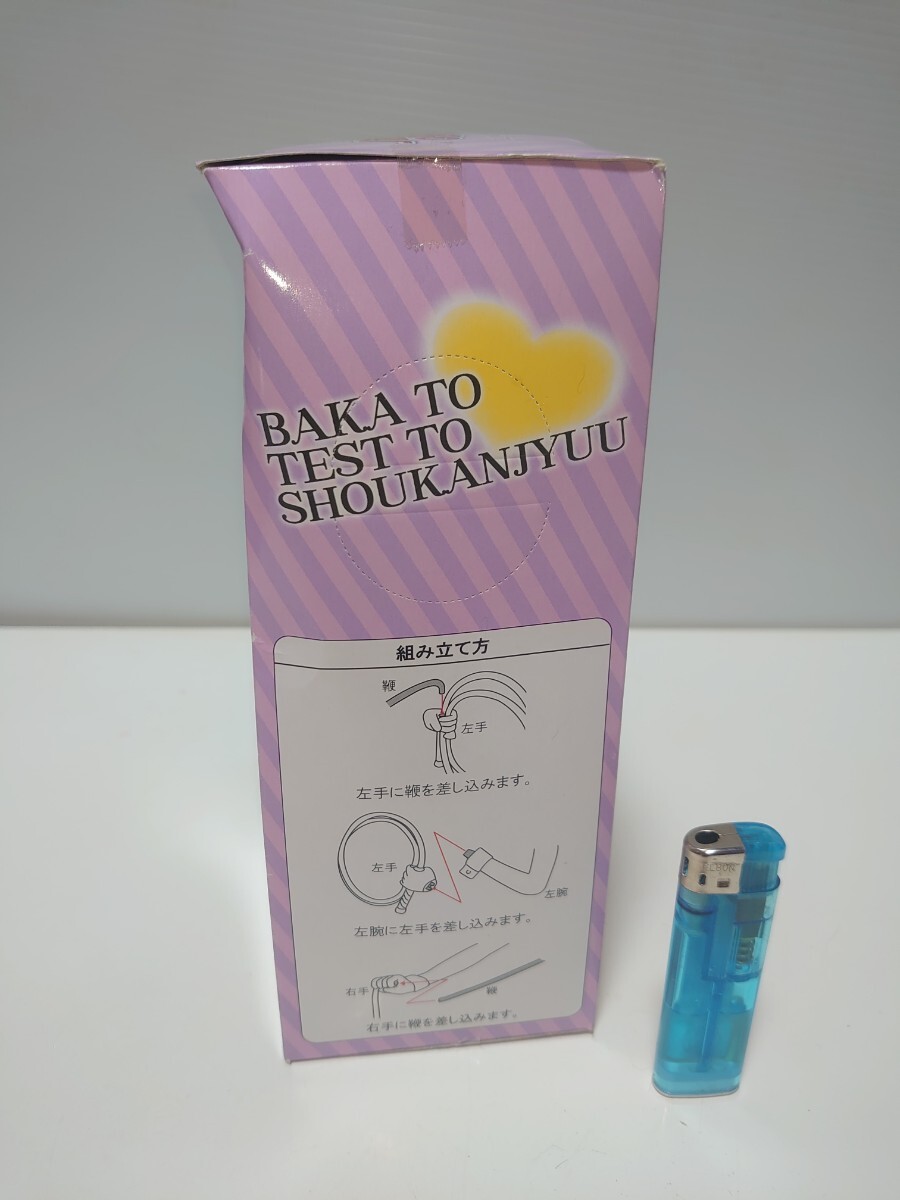 BAKA TO
TEST TO
SHOUKANJYUU
組み立て方
鞭
左手
左手に鞭を差し込みます。
左手
左腕
左腕に左手を差し込みます。
右手
鞭
右手に鞭を差し込みます。